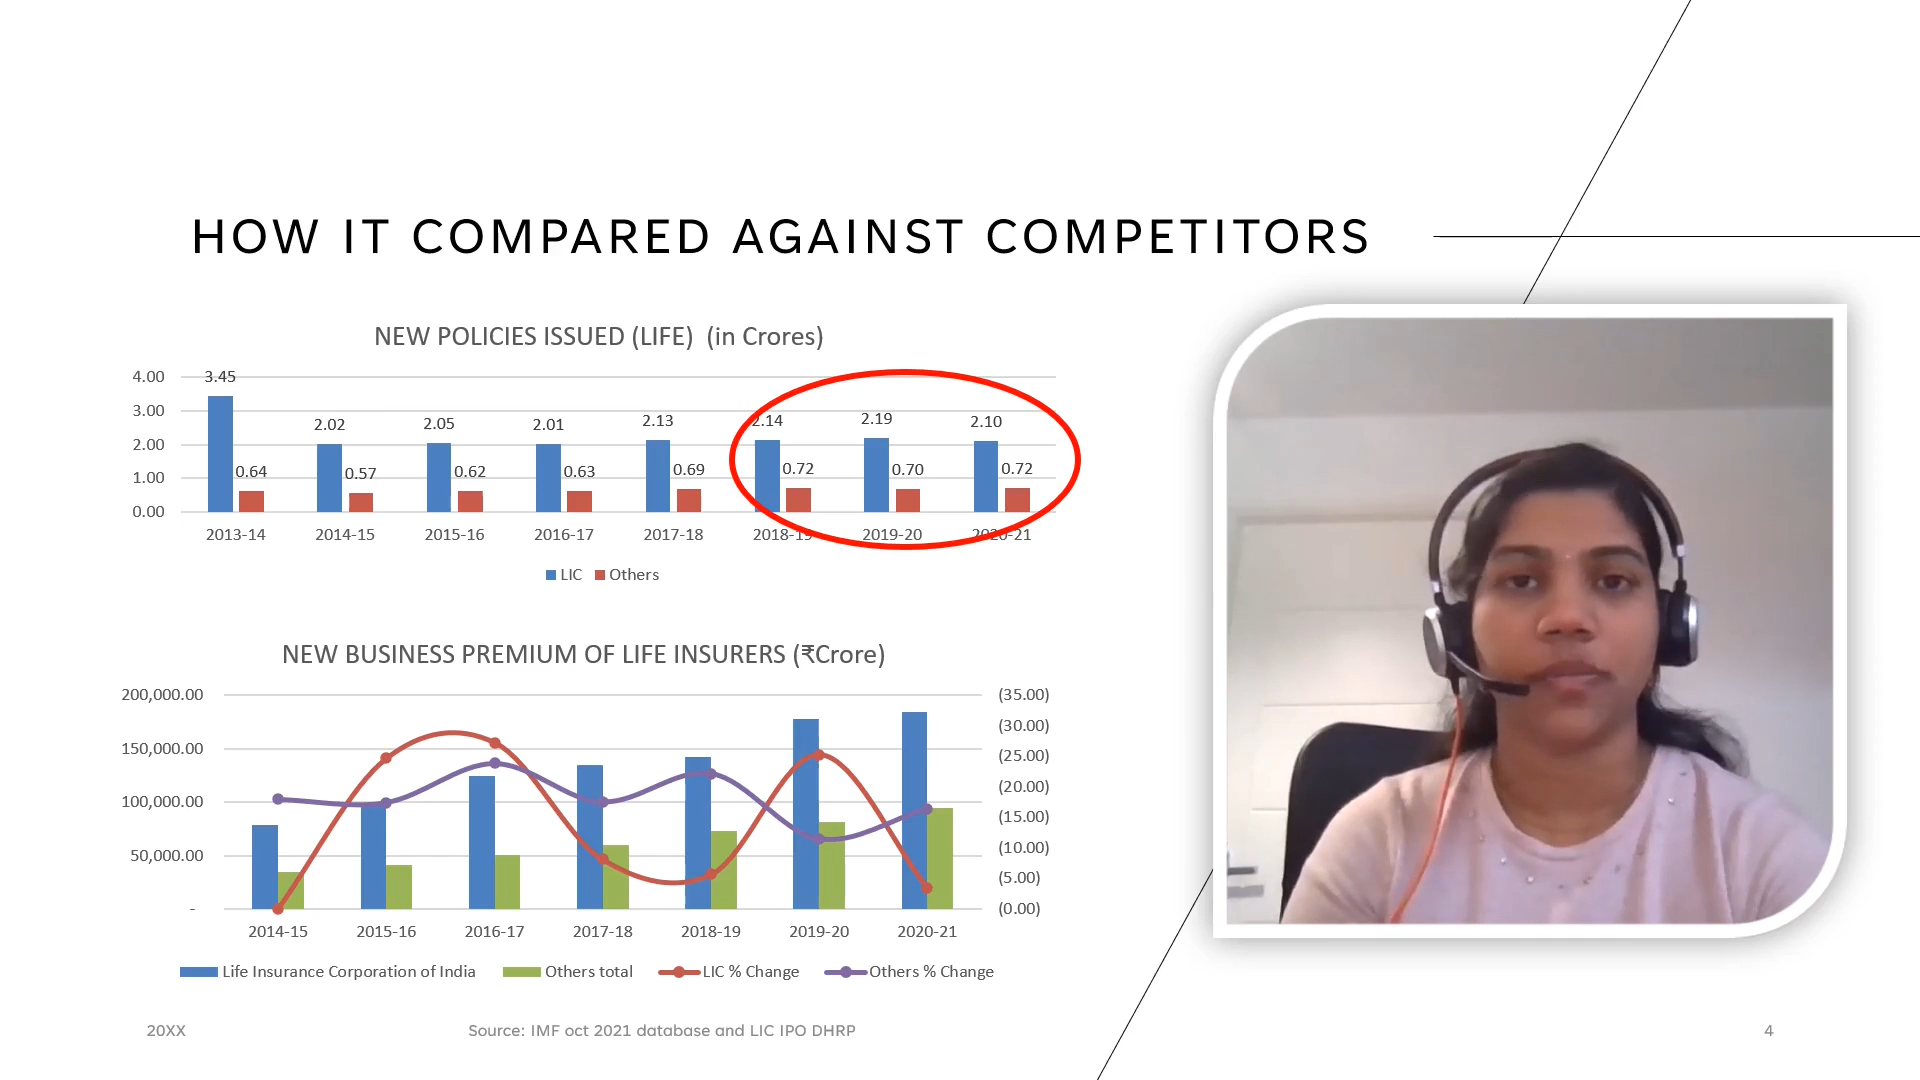 HOW IT COMPARED AGAINST COMPETITORS
NEW POLICIES ISSUED (LIFE) (in Crores)
4.00
3.00
2.00
1.00
0.00
3.45 2.02 2.05 2.01 2.13 2.14 2.19 2.10
0.64 0.57 0.62 0.63 0.69 0.72 0.70 0.72
2013-14 2014-15 2015-16 2016-17 2017-18 2018-19 2019-20 2020-21
LIC Others
NEW BUSINESS PREMIUM OF LIFE INSURERS (₹Crore)
200,000.00 (35.00)
(30.00)
150,000.00 (25.00)
(20.00)
100,000.00 (15.00)
(10.00)
50,000.00 (5.00)
- (0.00)
2014-15 2015-16 2016-17 2017-18 2018-19 2019-20 2020-21
Life Insurance Corporation of India Others total LIC % Change Others % Change
20XX Source: IMF oct 2021 database and LIC IPO DHRP 4